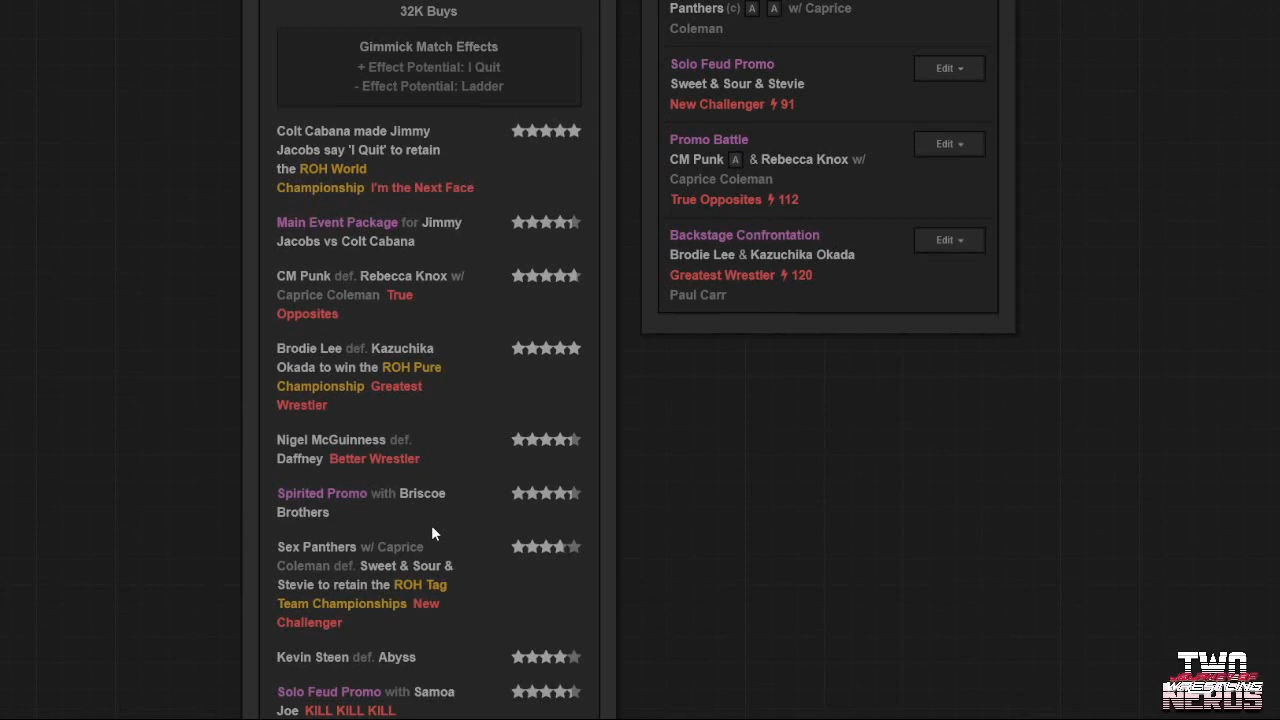 32K Buys
Gimmick Match Effects
+ Effect Potential: I Quit
- Effect Potential: Ladder
Colt Cabana made Jimmy
Jacobs say 'I Quit' to retain
the ROH World
Championship I'm the Next Face
Main Event Package for Jimmy
Jacobs vs Colt Cabana
CM Punk def. Rebecca Knox w/
Caprice Coleman True
Opposites
Brodie Lee def. Kazuchika
Okada to win the ROH Pure
Championship Greatest
Wrestler
Nigel McGuinness def.
Daffney Better Wrestler
Spirited Promo with Briscoe
Brothers
Sex Panthers w/ Caprice
Coleman def. Sweet & Sour &
Stevie to retain the ROH Tag
Team Championships New
Challenger
Kevin Steen def. Abyss
Solo Feud Promo with Samoa
Joe KILL KILL KILL
Panthers (c) A A w/ Caprice
Coleman
Solo Feud Promo
Edit
Sweet & Sour & Stevie
New Challenger 91
Promo Battle
Edit
CM Punk A & Rebecca Knox w/
Caprice Coleman
True Opposites 112
Backstage Confrontation
Edit
Brodie Lee & Kazuchika Okada
Greatest Wrestler 120
Paul Carr
TWO
WRESTLING
NERDS